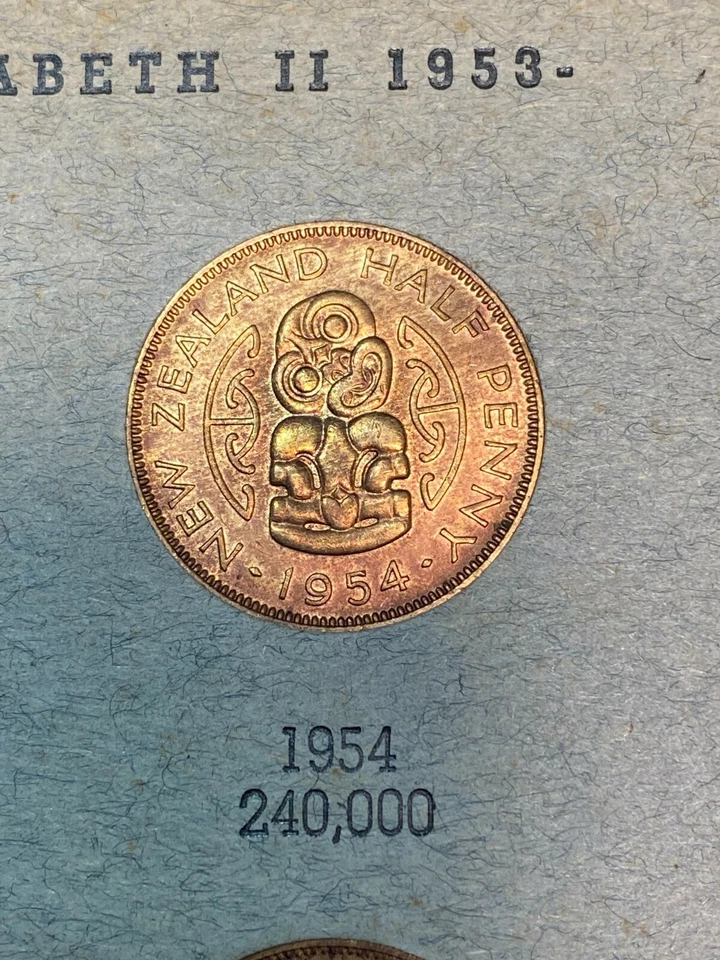 ABETH II 1953-
NEW ZEALAND HALF PENNY
·1954·
1954
240,000